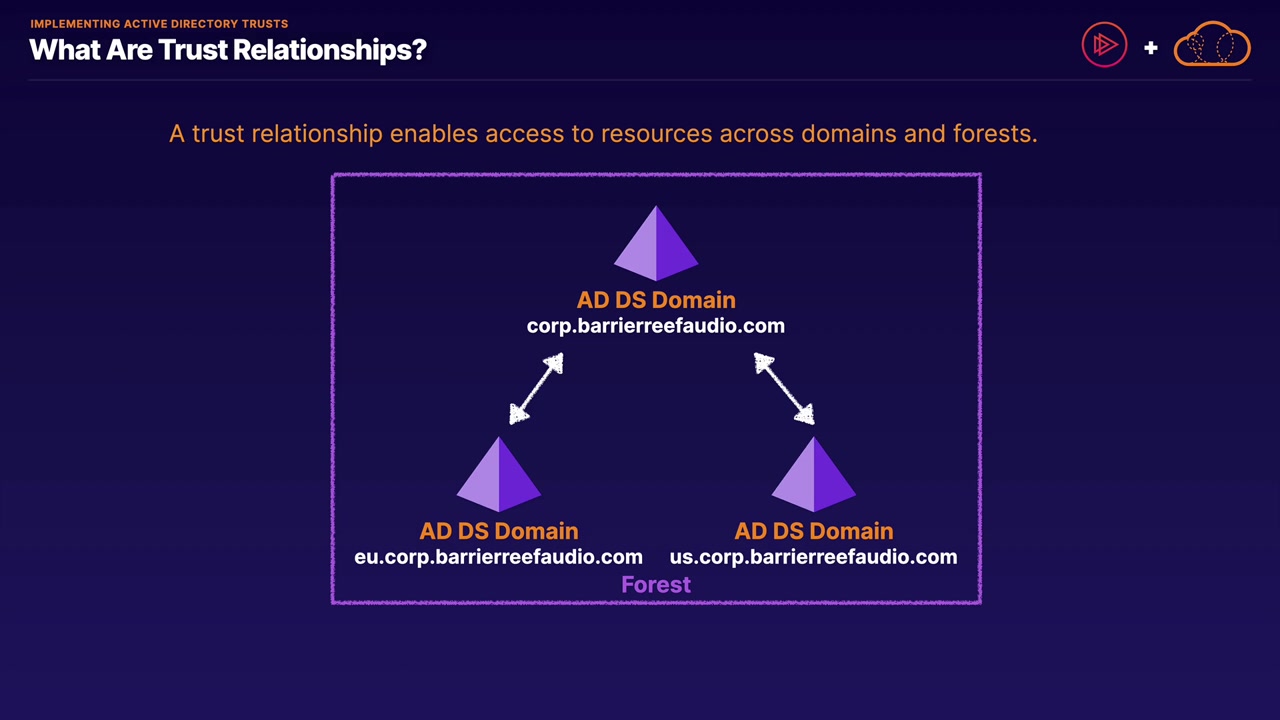 IMPLEMENTING ACTIVE DIRECTORY TRUSTS
What Are Trust Relationships?
+
A trust relationship enables access to resources across domains and forests.
AD DS Domain
corp.barrierreefaudio.com
AD DS Domain
eu.corp.barrierreefaudio.com
AD DS Domain
us.corp.barrierreefaudio.com
Forest